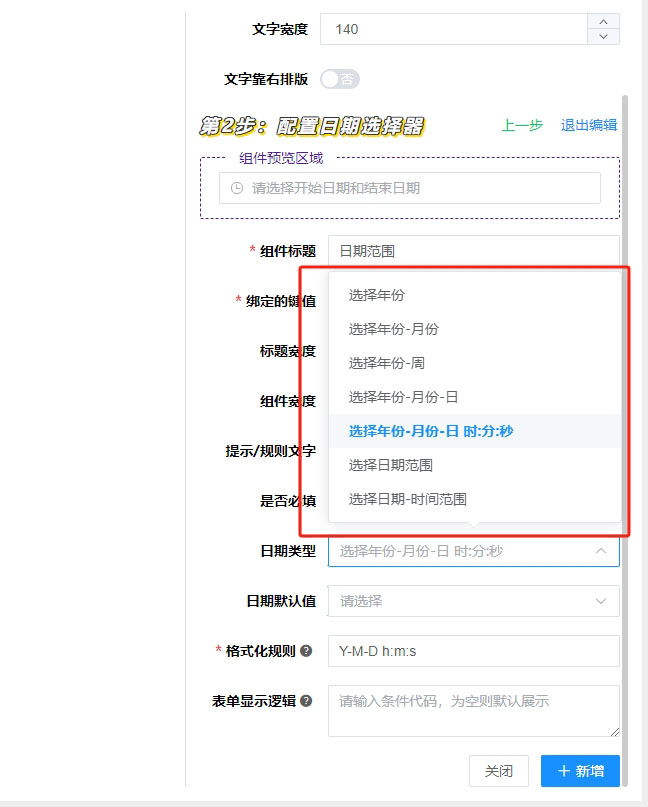 文字宽度 140
文字靠右排版 否
第2步：配置日期选择器 上一步 退出编辑
组件预览区域
请选择开始日期和结束日期
* 组件标题 日期范围
* 绑定的键值
标题宽度
组件宽度
提示/规则文字
是否必填
选择年份
选择年份-月份
选择年份-周
选择年份-月份-日
选择年份-月份-日 时:分:秒
选择日期范围
选择日期-时间范围
日期类型 选择年份-月份-日 时:分:秒
日期默认值 请选择
* 格式化规则 ? Y-M-D h:m:s
表单显示逻辑 ? 请输入条件代码，为空则默认展示
关闭 + 新增